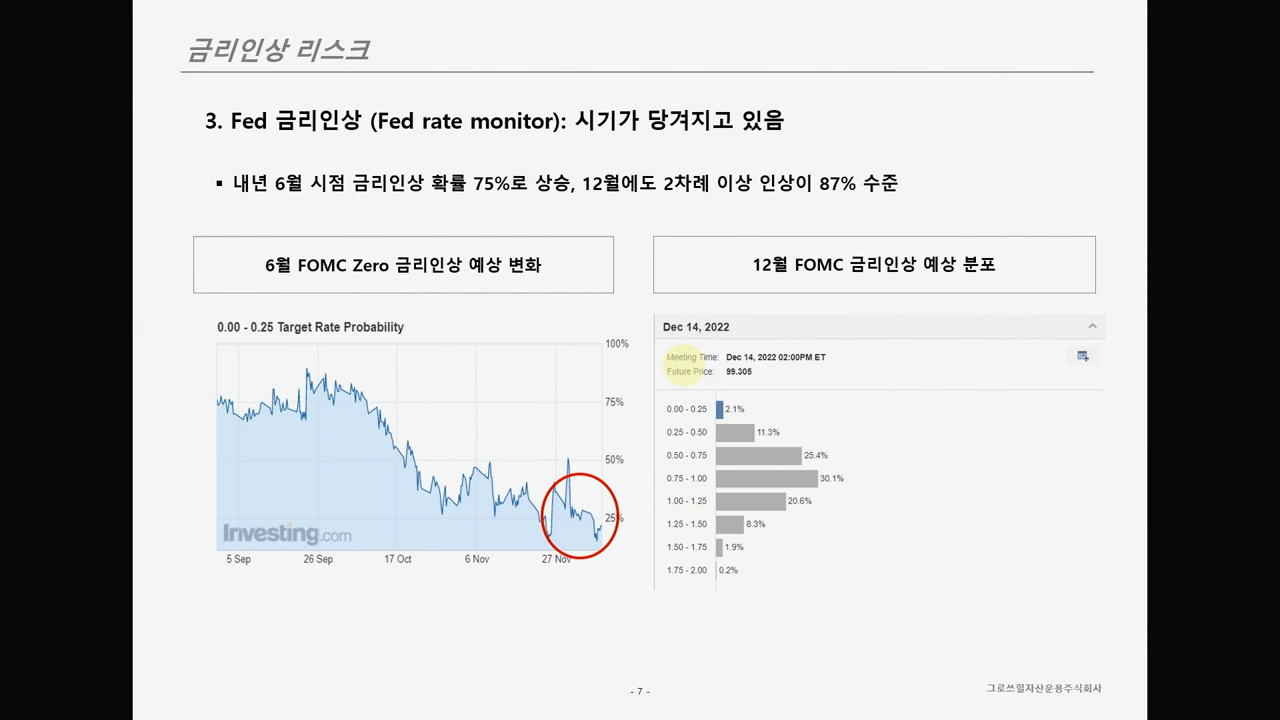 금리인상 리스크
3. Fed 금리인상 (Fed rate monitor): 시기가 당겨지고 있음
▪ 내년 6월 시점 금리인상 확률 75%로 상승, 12월에도 2차례 이상 인상이 87% 수준
6월 FOMC Zero 금리인상 예상 변화
12월 FOMC 금리인상 예상 분포
0.00 - 0.25 Target Rate Probability
100%
75%
50%
25%
Investing.com
5 Sep 26 Sep 17 Oct 6 Nov 27 Nov
Dec 14, 2022
Meeting Time: Dec 14, 2022 02:00PM ET
Future Price: 99.305
0.00 - 0.25 2.1%
0.25 - 0.50 11.3%
0.50 - 0.75 25.4%
0.75 - 1.00 30.1%
1.00 - 1.25 20.6%
1.25 - 1.50 8.3%
1.50 - 1.75 1.9%
1.75 - 2.00 0.2%
- 7 -
그로쓰힐자산운용주식회사